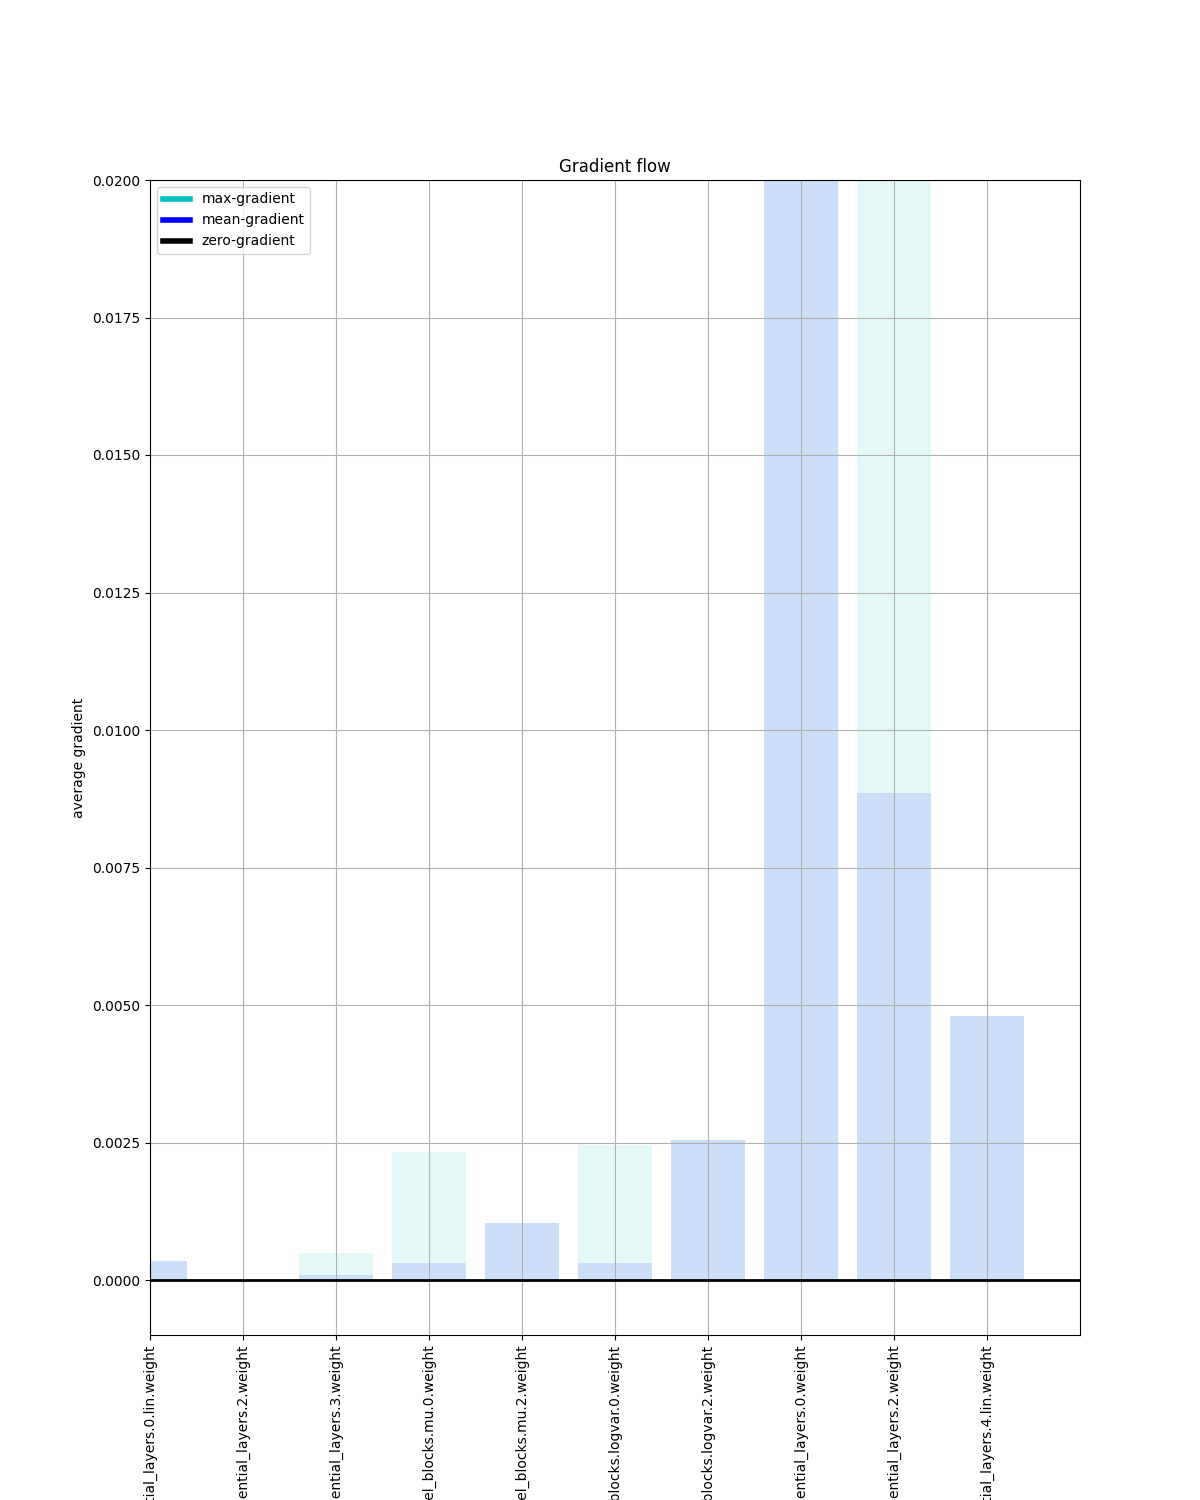 Gradient flow
max-gradient
mean-gradient
zero-gradient
0.0200
0.0175
0.0150
0.0125
0.0100
0.0075
0.0050
0.0025
0.0000
average gradient
tial_layers.0.lin.weight
ential_layers.2.weight
ential_layers.3.weight
el_blocks.mu.0.weight
el_blocks.mu.2.weight
blocks.logvar.0.weight
blocks.logvar.2.weight
ential_layers.0.weight
ential_layers.2.weight
tial_layers.4.lin.weight